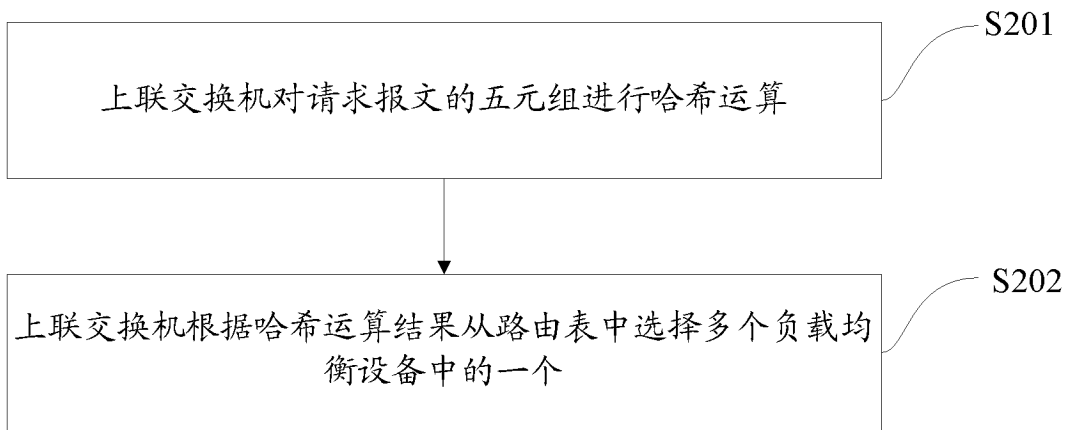 S201
上联交换机对请求报文的五元组进行哈希运算
S202
上联交换机根据哈希运算结果从路由表中选择多个负载均
衡设备中的一个